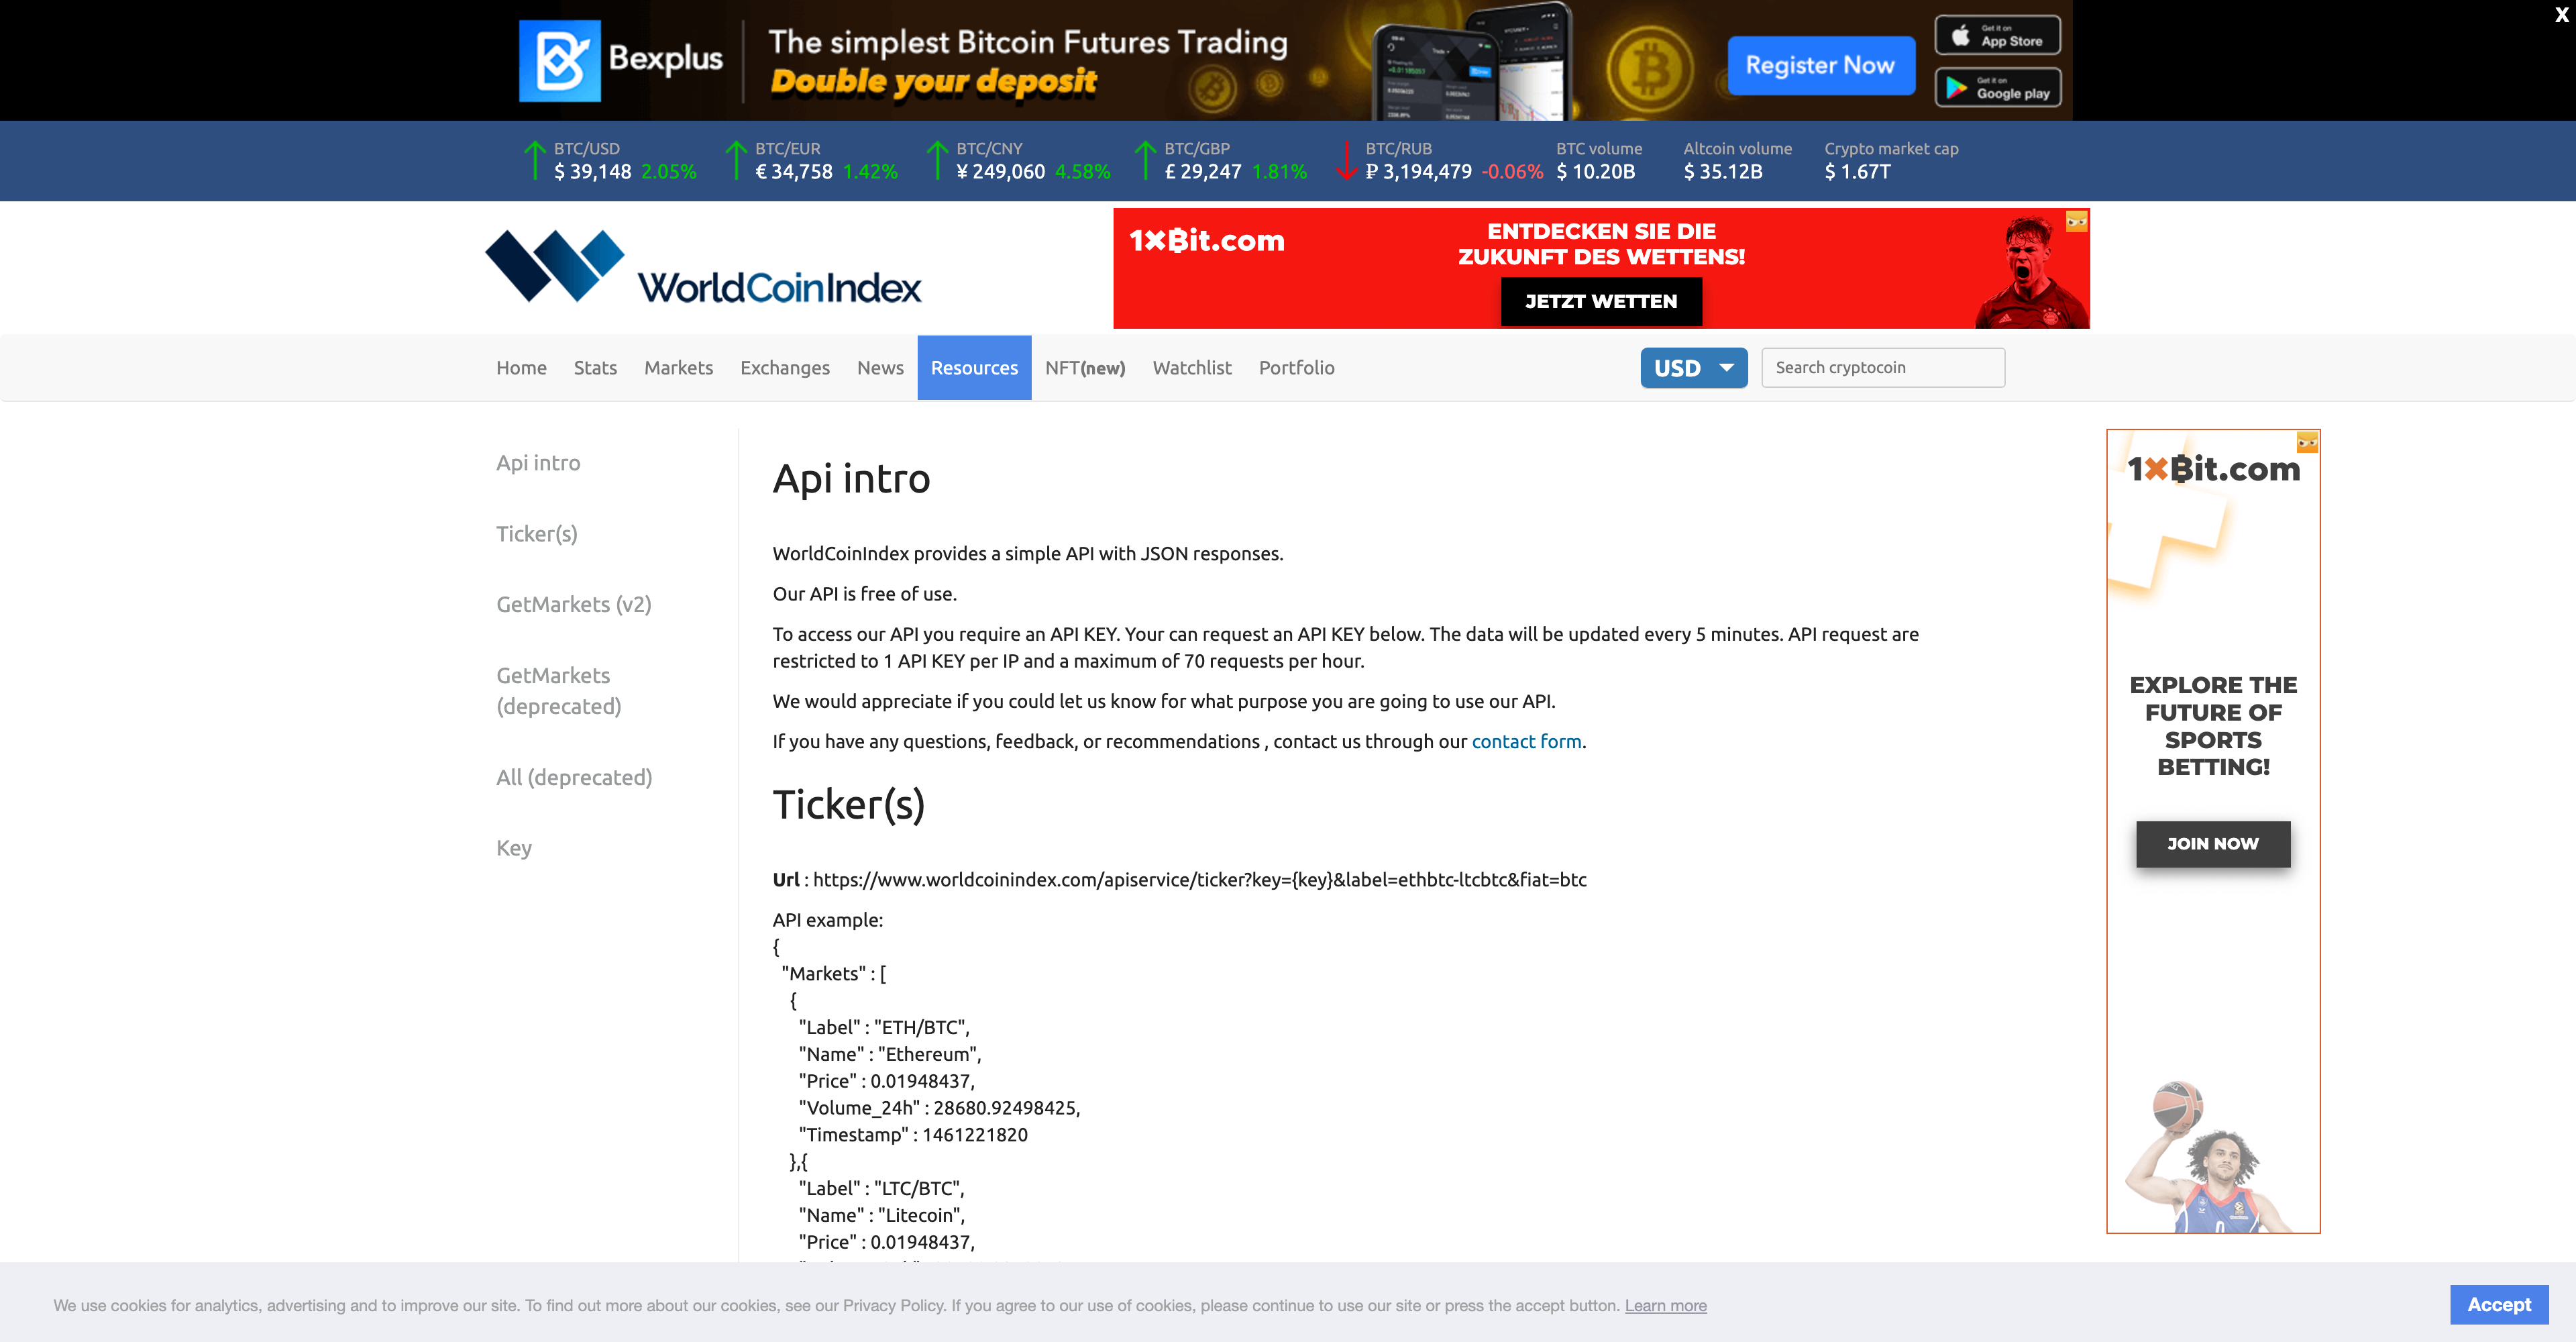 X
Bexplus
The simplest Bitcoin Futures Trading
Double your deposit
Register Now
Get it on
App Store
Get it on
Google play
BTC/USD
$ 39,148 2.05%
BTC/EUR
€ 34,758 1.42%
BTC/CNY
¥ 249,060 4.58%
BTC/GBP
£ 29,247 1.81%
BTC/RUB
₽ 3,194,479 -0.06%
BTC volume
$ 10.20B
Altcoin volume
$ 35.12B
Crypto market cap
$ 1.67T
WorldCoinIndex
1×₿it.com
ENTDECKEN SIE DIE
ZUKUNFT DES WETTENS!
JETZT WETTEN
Home Stats Markets Exchanges News Resources NFT(new) Watchlist Portfolio
USD
Search cryptocoin
Api intro
Ticker(s)
GetMarkets (v2)
GetMarkets
(deprecated)
All (deprecated)
Key
Api intro
WorldCoinIndex provides a simple API with JSON responses.
Our API is free of use.
To access our API you require an API KEY. Your can request an API KEY below. The data will be updated every 5 minutes. API request are
restricted to 1 API KEY per IP and a maximum of 70 requests per hour.
We would appreciate if you could let us know for what purpose you are going to use our API.
If you have any questions, feedback, or recommendations , contact us through our contact form.
Ticker(s)
Url : https://www.worldcoinindex.com/apiservice/ticker?key={key}&label=ethbtc-ltcbtc&fiat=btc
API example:
{
"Markets" : [
{
"Label" : "ETH/BTC",
"Name" : "Ethereum",
"Price" : 0.01948437,
"Volume_24h" : 28680.92498425,
"Timestamp" : 1461221820
},{
"Label" : "LTC/BTC",
"Name" : "Litecoin",
"Price" : 0.01948437,
1×₿it.com
EXPLORE THE
FUTURE OF
SPORTS
BETTING!
JOIN NOW
We use cookies for analytics, advertising and to improve our site. To find out more about our cookies, see our Privacy Policy. If you agree to our use of cookies, please continue to use our site or press the accept button. Learn more
Accept